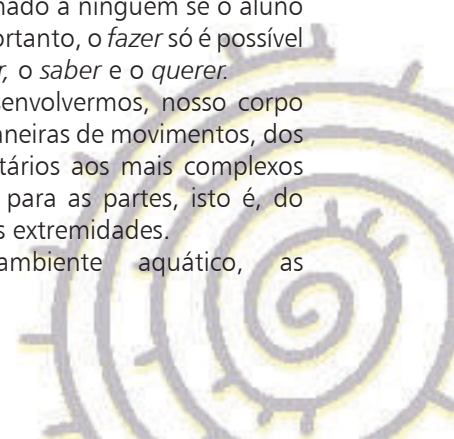 nado a ninguém se o aluno
ortanto, o fazer só é possível
o saber e o querer.
envolvermos, nosso corpo
neiras de movimentos, dos
tários aos mais complexos
para as partes, isto é, do
s extremidades.
ambiente aquático, as